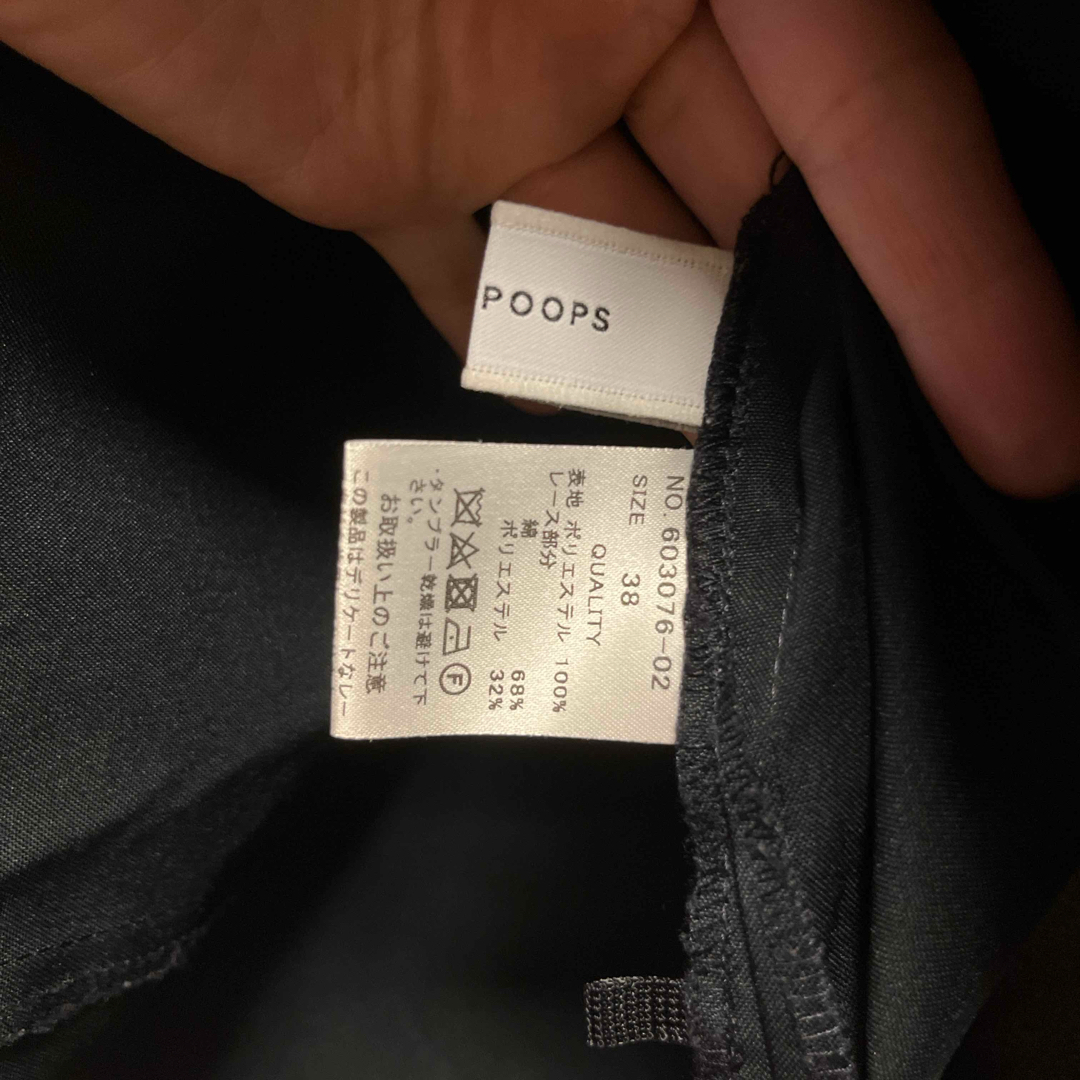 POOPS
NO. 603076-02
SIZE 38
QUALITY
表地 ポリエステル 100%
レース部分
ポリエステル 68%
綿 32%
F
・タンブラー乾燥は避けて下
さい。
お取扱い上のご注意
この製品はデリケートなレー